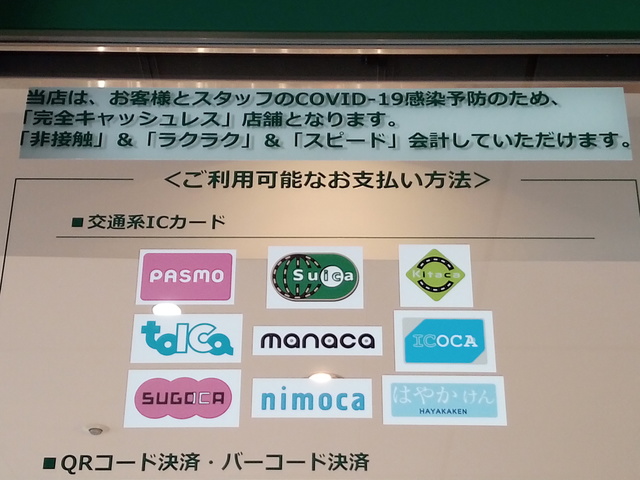 当店は、お客様とスタッフのCOVID-19感染予防のため、
「完全キャッシュレス」店舗となります。
「非接触」&「ラクラク」&「スピード」会計していただけます。
＜ご利用可能なお支払い方法＞
■交通系ICカード
PASMO Suica Kitaca
TOICa manaca ICOCA
SUGOCA nimoca はやかけん
HAYAKAKEN
■QRコード決済・バーコード決済